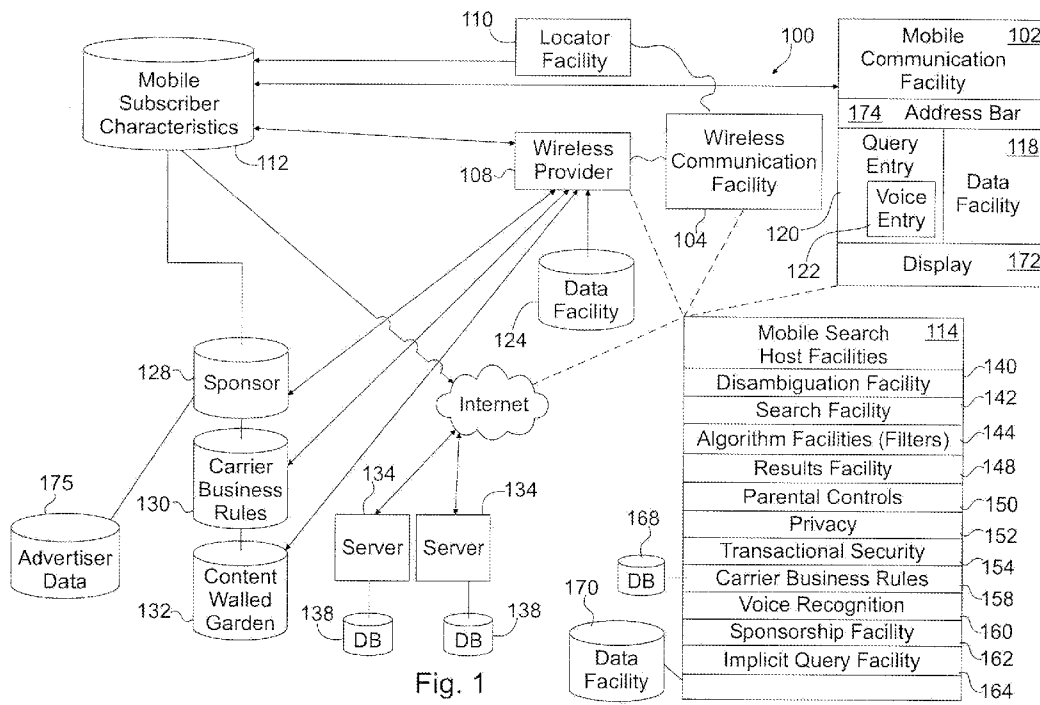 110
Locator
Facility
100
Mobile 102
Communication
Facility
174 Address Bar
Query
Entry
Voice
Entry
118
Data
Facility
120
122
Display 172
Mobile
Subscriber
Characteristics
112
Wireless
Provider
108
Wireless
Communication
Facility
104
Data
Facility
124
128
Sponsor
Internet
Carrier
Business
Rules
130
175
Advertiser
Data
Content
Walled
Garden
132
134
Server
134
Server
138
DB
138
DB
Fig. 1
Mobile Search 114
Host Facilities
140
Disambiguation Facility
142
Search Facility
144
Algorithm Facilities (Filters)
148
Results Facility
150
Parental Controls
152
Privacy
154
Transactional Security
158
Carrier Business Rules
160
Voice Recognition
162
Sponsorship Facility
164
Implicit Query Facility
168
DB
170
Data
Facility